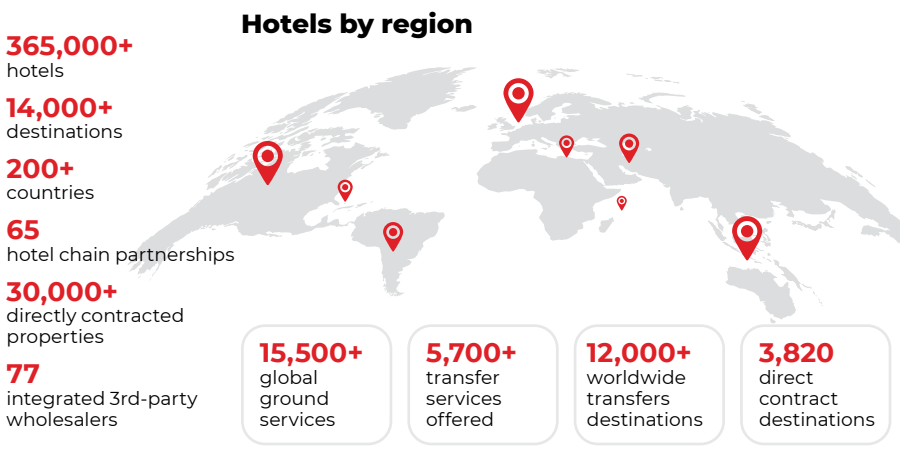 Hotels by region
365,000+
hotels
14,000+
destinations
200+
countries
65
hotel chain partnerships
30,000+
directly contracted
properties
77
integrated 3rd-party
wholesalers
15,500+
global
ground
services
5,700+
transfer
services
offered
12,000+
worldwide
transfers
destinations
3,820
direct
contract
destinations